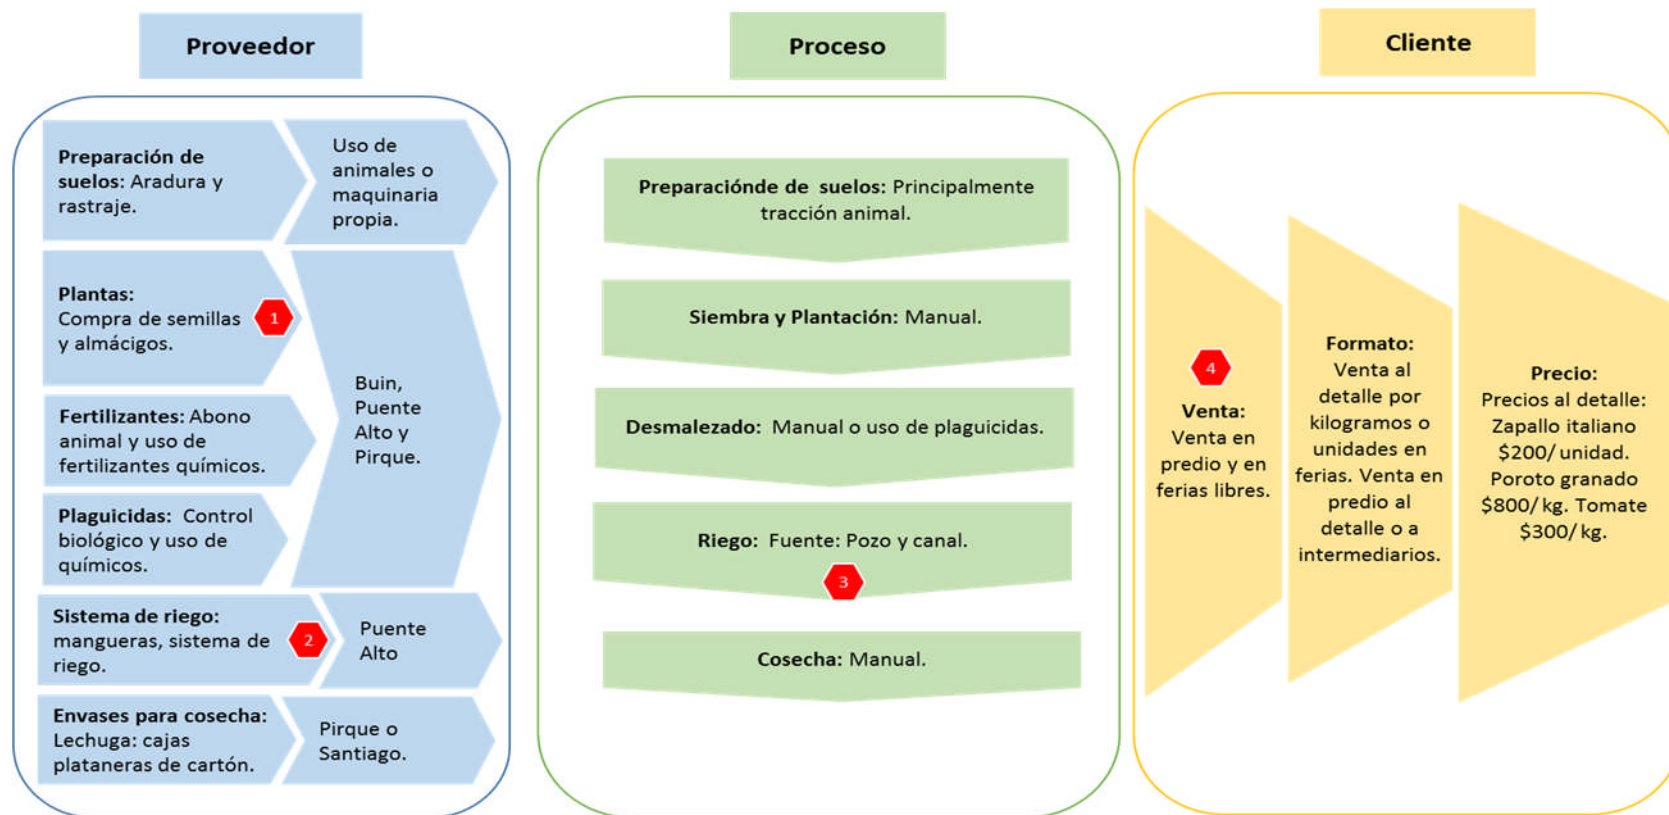 Proveedor
Preparación de
suelos: Aradura y
rastraje.
Uso de
animales o
maquinaria
propia.
Plantas:
Compra de semillas
y almácigos.
1
Fertilizantes: Abono
animal y uso de
fertilizantes químicos.
Plaguicidas: Control
biológico y uso de
químicos.
Buin,
Puente
Alto y
Pirque.
Sistema de riego:
mangueras, sistema de
riego.
2
Puente
Alto
Envases para cosecha:
Lechuga: cajas
plataneras de cartón.
Pirque o
Santiago.
Proceso
Preparaciónde de suelos: Principalmente
tracción animal.
Siembra y Plantación: Manual.
Desmalezado: Manual o uso de plaguicidas.
Riego: Fuente: Pozo y canal.
3
Cosecha: Manual.
Cliente
4
Venta:
Venta en
predio y en
ferias libres.
Formato:
Venta al
detalle por
kilogramos o
unidades en
ferias. Venta en
predio al
detalle o a
intermediarios.
Precio:
Precios al detalle:
Zapallo italiano
$200/unidad.
Poroto granado
$800/kg. Tomate
$300/kg.